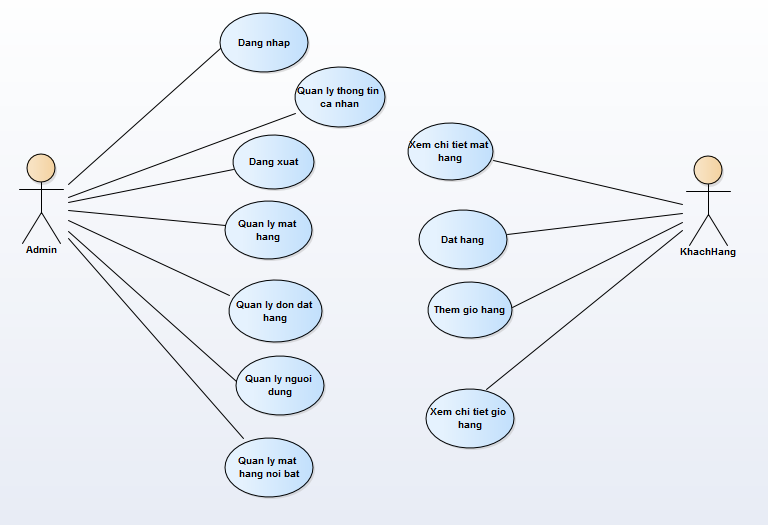 Dang nhap
Quan ly thong tin
ca nhan
Dang xuat
Quan ly mat
hang
Quan ly don dat
hang
Quan ly nguoi
dung
Quan ly mat
hang noi bat
Admin
Xem chi tiet mat
hang
Dat hang
Them gio hang
Xem chi tiet gio
hang
KhachHang